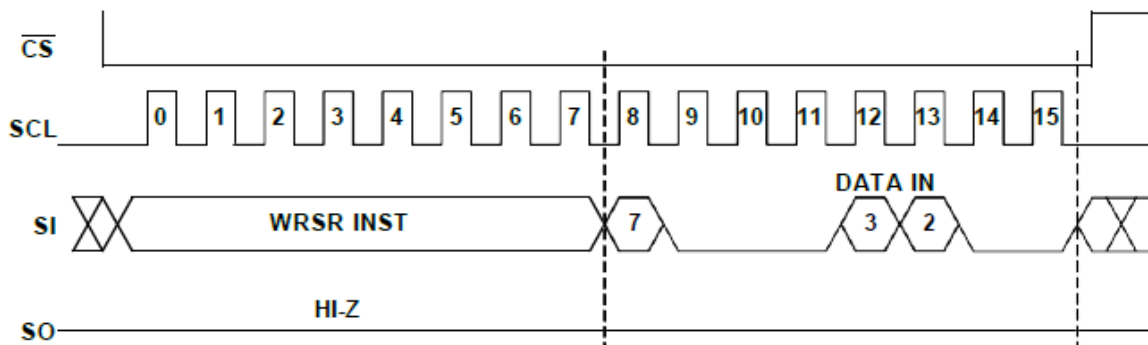 CS
SCL 0 1 2 3 4 5 6 7 8 9 10 11 12 13 14 15
DATA IN
SI WRSR INST 7 3 2
HI-Z
SO